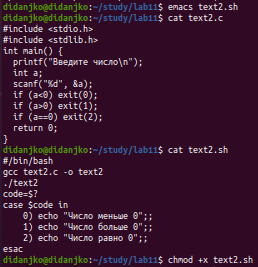 didanjko@didanjko:~/study/lab11$ emacs text2.sh
didanjko@didanjko:~/study/lab11$ cat text2.c
#include <stdio.h>
#include <stdlib.h>
int main() {
  printf("Введите число\n");
  int a;
  scanf("%d", &a);
  if (a<0) exit(0);
  if (a>0) exit(1);
  if (a==0) exit(2);
  return 0;
}
didanjko@didanjko:~/study/lab11$ cat text2.sh
#/bin/bash
gcc text2.c -o text2
./text2
code=$?
case $code in
    0) echo "Число меньше 0";;
    1) echo "Число больше 0";;
    2) echo "Число равно 0";;
esac
didanjko@didanjko:~/study/lab11$ chmod +x text2.sh